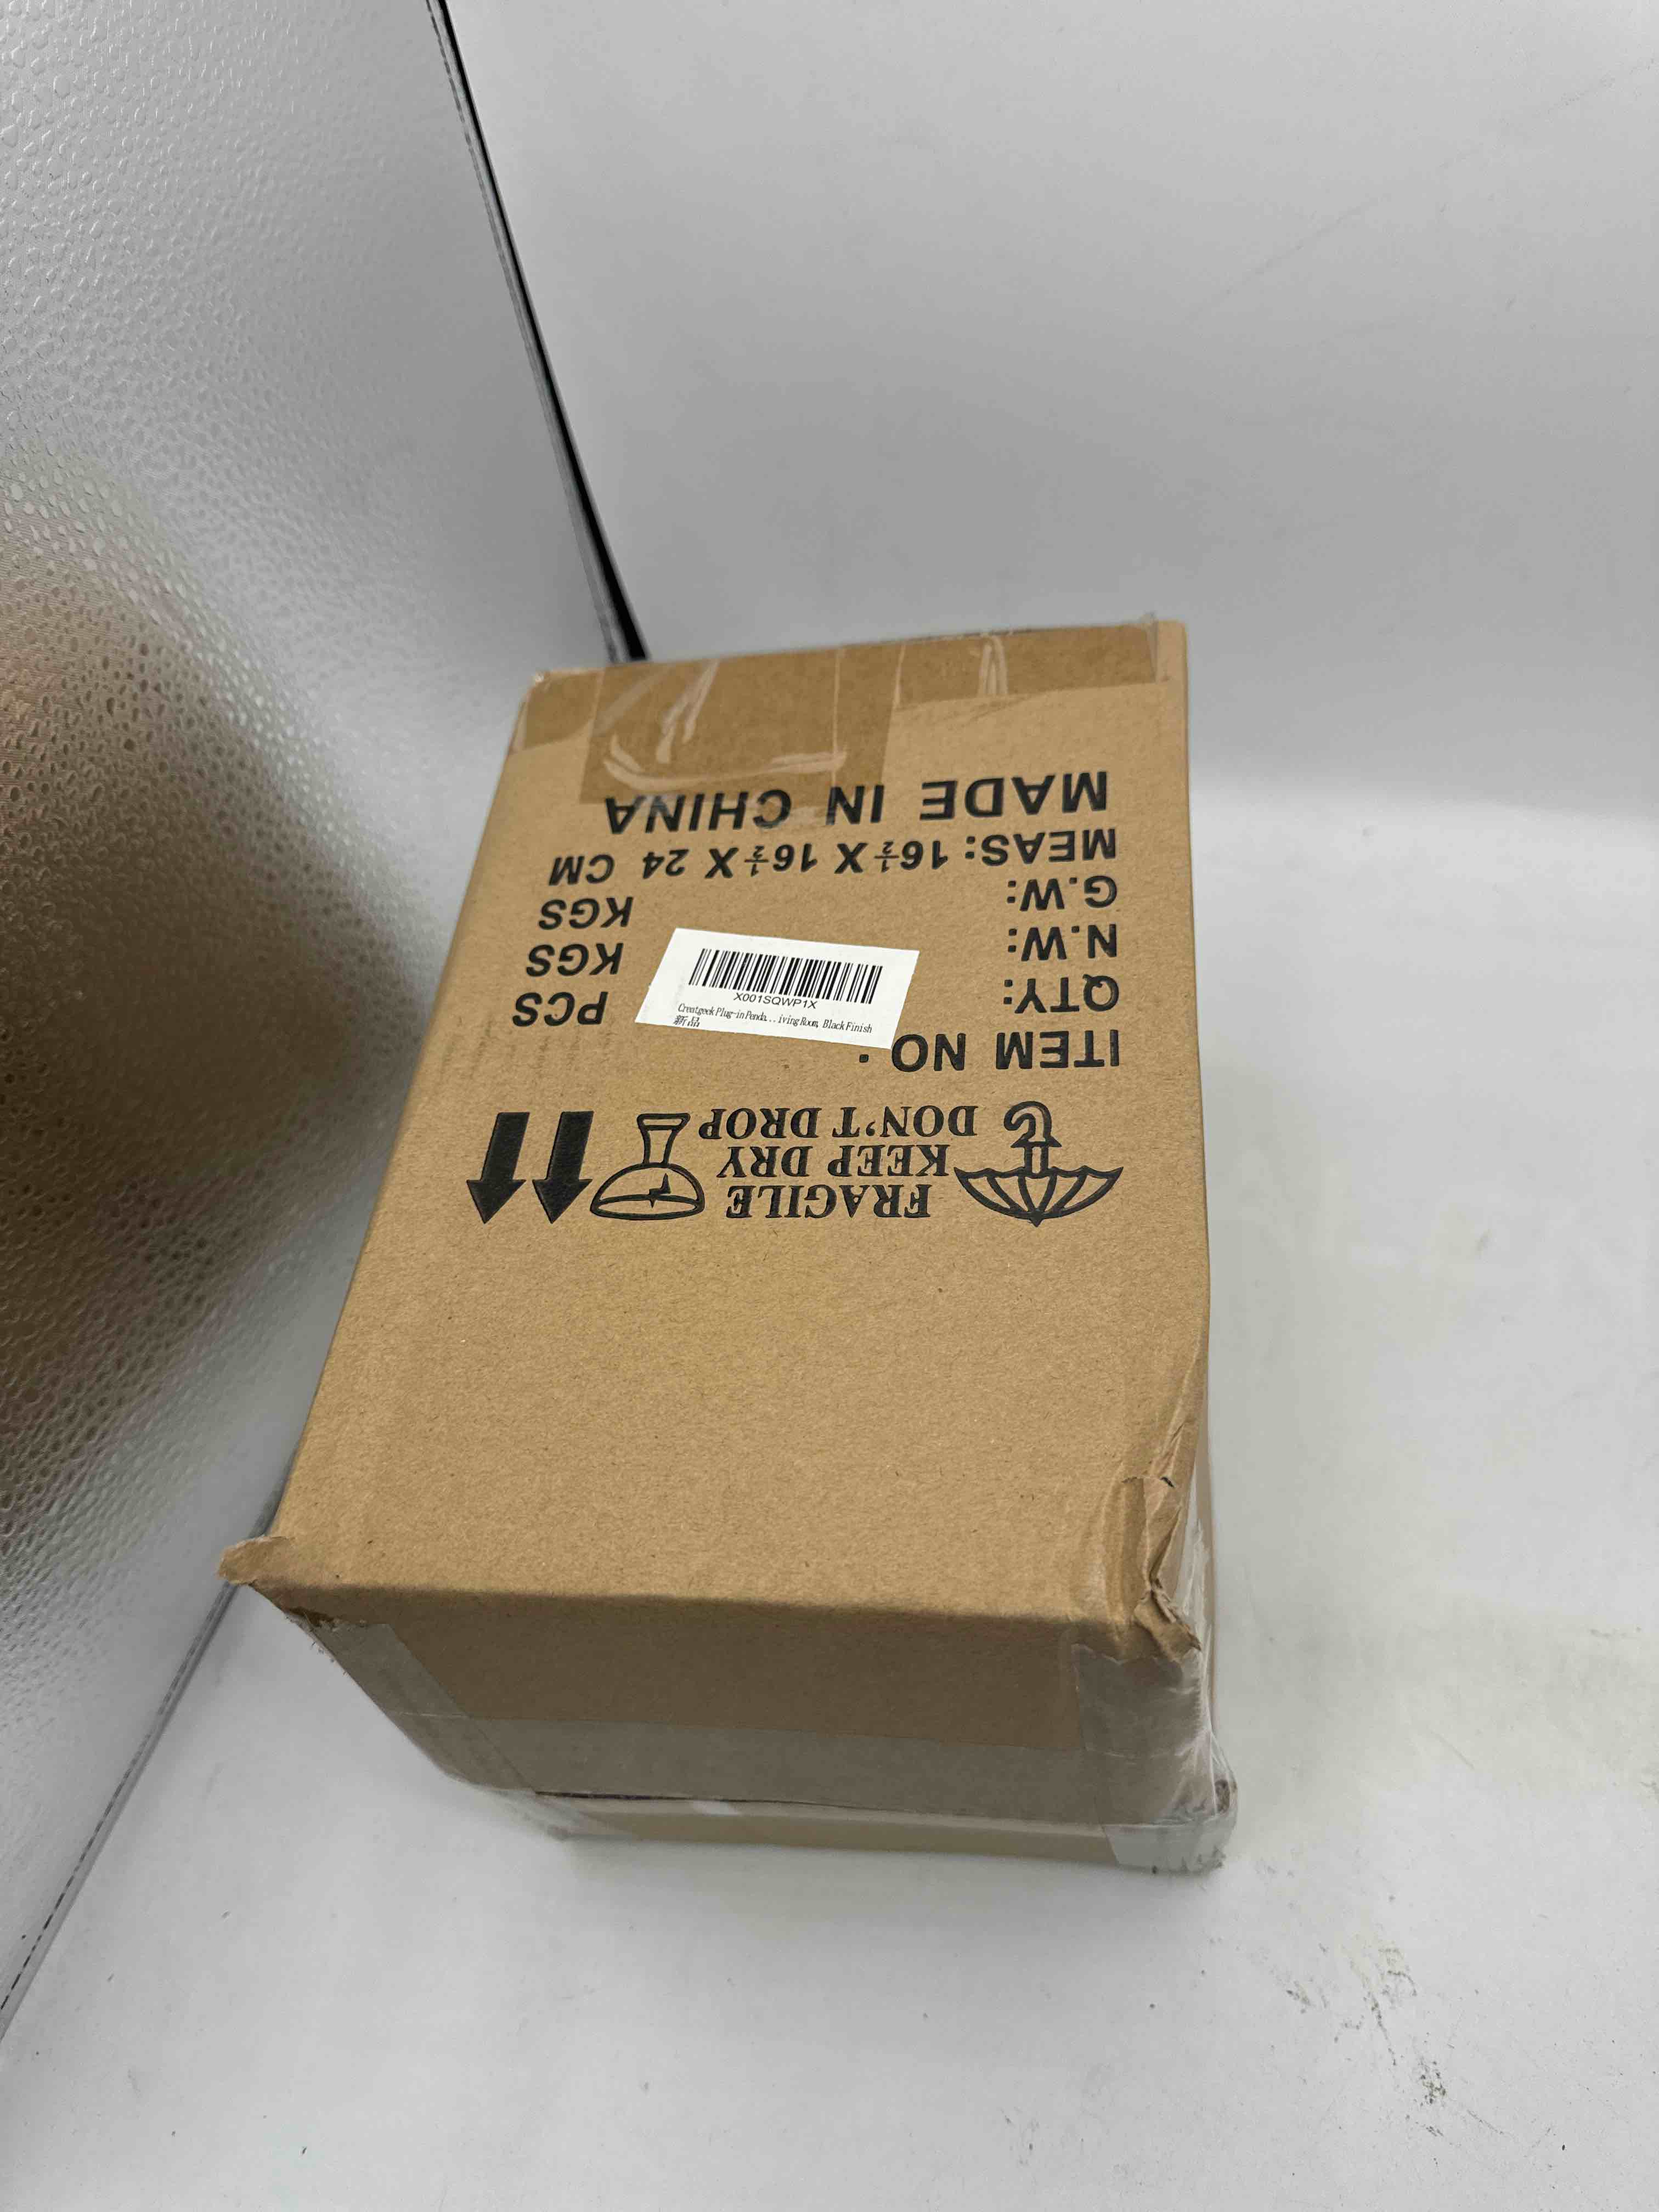 FRAGILE
KEEP DRY
DON'T DROP
ITEM NO.
QTY: PCS
N.W: KGS
G.W: KGS
MEAS: 16½ X 16½ X 24 CM
MADE IN CHINA
X001SQWP1X
Creatgeek Plug-in Penda... iving Room, Black Finish
新品